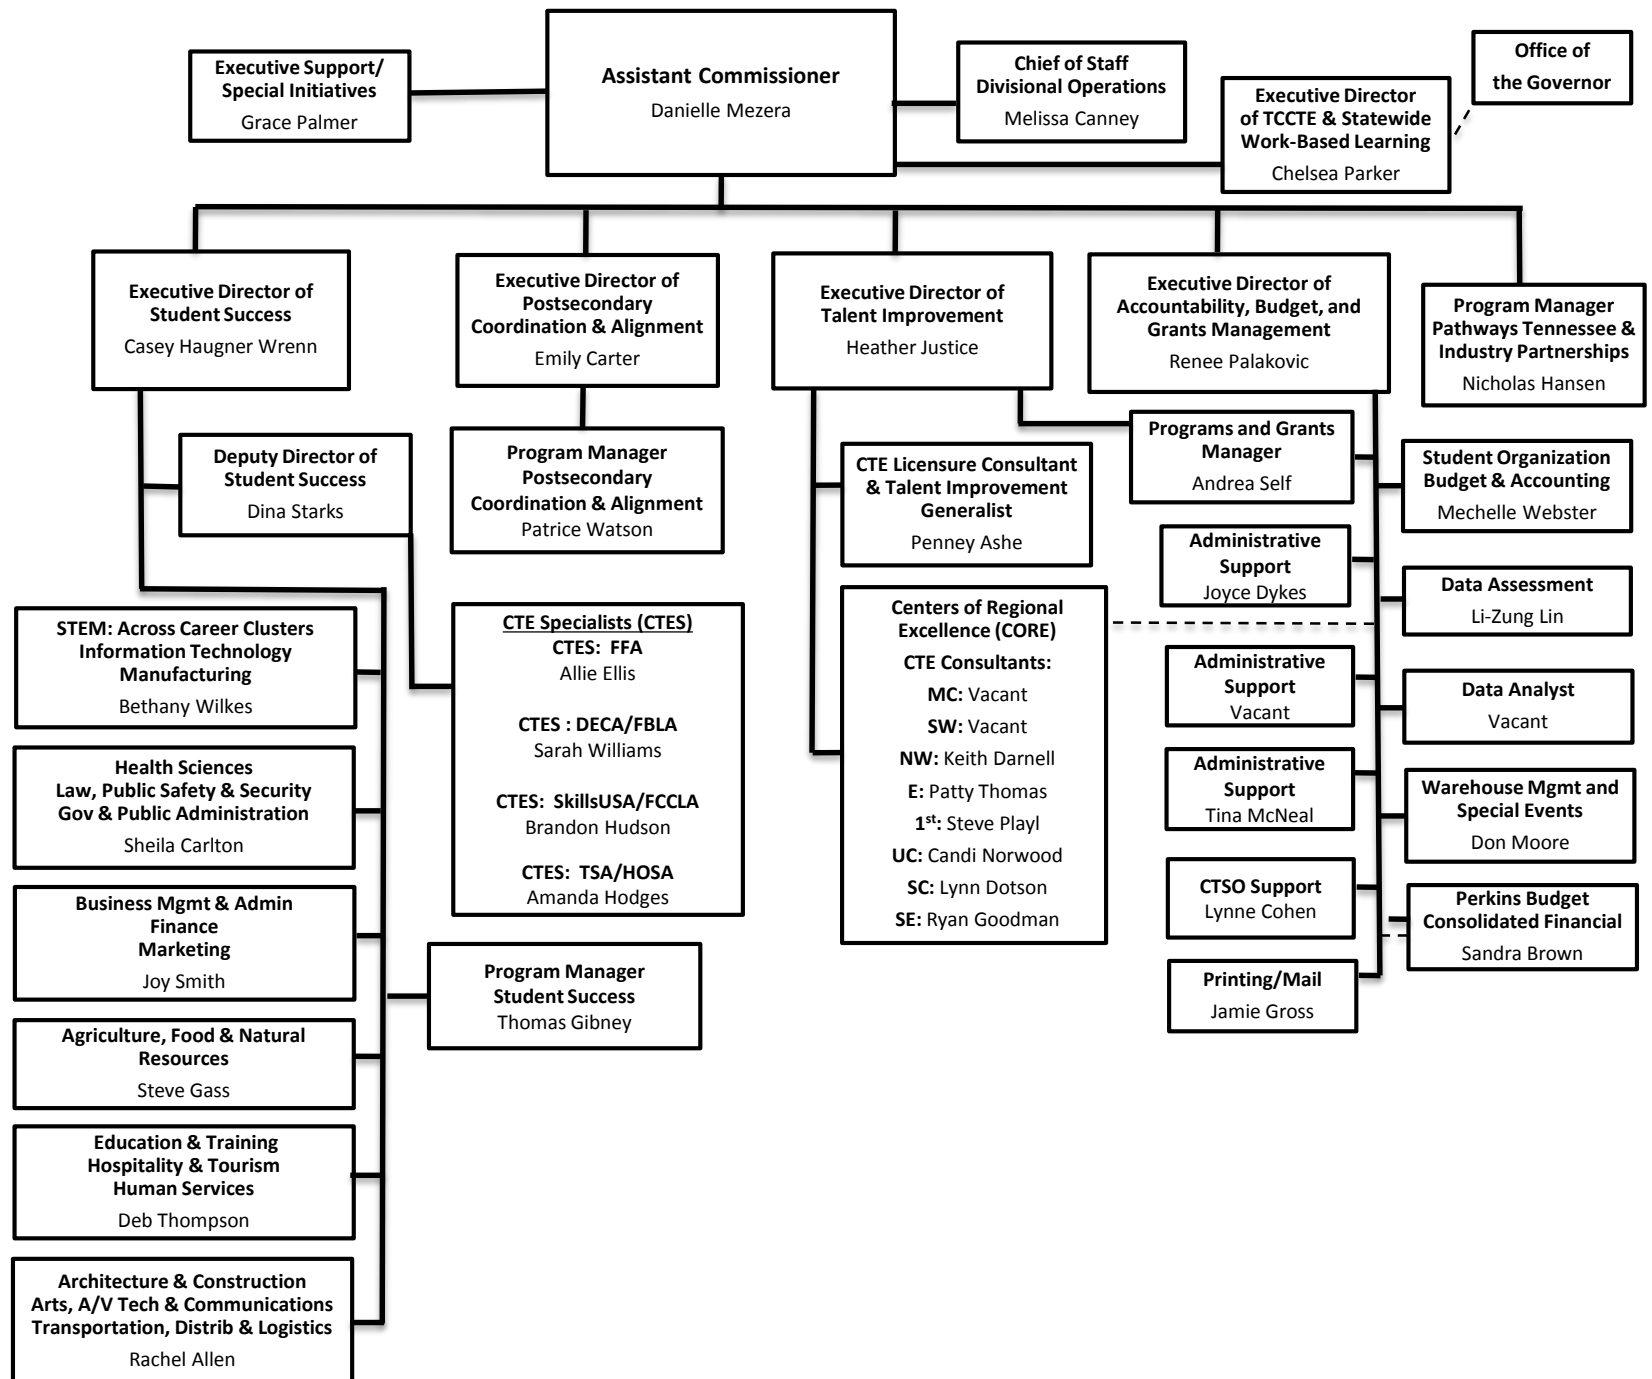 Executive Support/
Special Initiatives
Grace Palmer
Assistant Commissioner
Danielle Mezera
Chief of Staff
Divisional Operations
Melissa Canney
Executive Director
of TCCTE & Statewide
Work-Based Learning
Chelsea Parker
Office of
the Governor
Executive Director of
Student Success
Casey Haugner Wrenn
Executive Director of
Postsecondary
Coordination & Alignment
Emily Carter
Executive Director of
Talent Improvement
Heather Justice
Executive Director of
Accountability, Budget, and
Grants Management
Renee Palakovic
Program Manager
Pathways Tennessee &
Industry Partnerships
Nicholas Hansen
Deputy Director of
Student Success
Dina Starks
Program Manager
Postsecondary
Coordination & Alignment
Patrice Watson
CTE Licensure Consultant
& Talent Improvement
Generalist
Penney Ashe
Programs and Grants
Manager
Andrea Self
Student Organization
Budget & Accounting
Mechelle Webster
Administrative
Support
Joyce Dykes
Data Assessment
Li-Zung Lin
STEM: Across Career Clusters
Information Technology
Manufacturing
Bethany Wilkes
CTE Specialists (CTES)
CTES:  FFA
Allie Ellis
CTES : DECA/FBLA
Sarah Williams
CTES:  SkillsUSA/FCCLA
Brandon Hudson
CTES:  TSA/HOSA
Amanda Hodges
Centers of Regional
Excellence (CORE)
CTE Consultants:
MC: Vacant
SW: Vacant
NW: Keith Darnell
E: Patty Thomas
1st: Steve Playl
UC: Candi Norwood
SC: Lynn Dotson
SE: Ryan Goodman
Administrative
Support
Vacant
Data Analyst
Vacant
Health Sciences
Law, Public Safety & Security
Gov & Public Administration
Sheila Carlton
Administrative
Support
Tina McNeal
Warehouse Mgmt and
Special Events
Don Moore
Business Mgmt & Admin
Finance
Marketing
Joy Smith
CTSO Support
Lynne Cohen
Perkins Budget
Consolidated Financial
Sandra Brown
Program Manager
Student Success
Thomas Gibney
Printing/Mail
Jamie Gross
Agriculture, Food & Natural
Resources
Steve Gass
Education & Training
Hospitality & Tourism
Human Services
Deb Thompson
Architecture & Construction
Arts, A/V Tech & Communications
Transportation, Distrib & Logistics
Rachel Allen